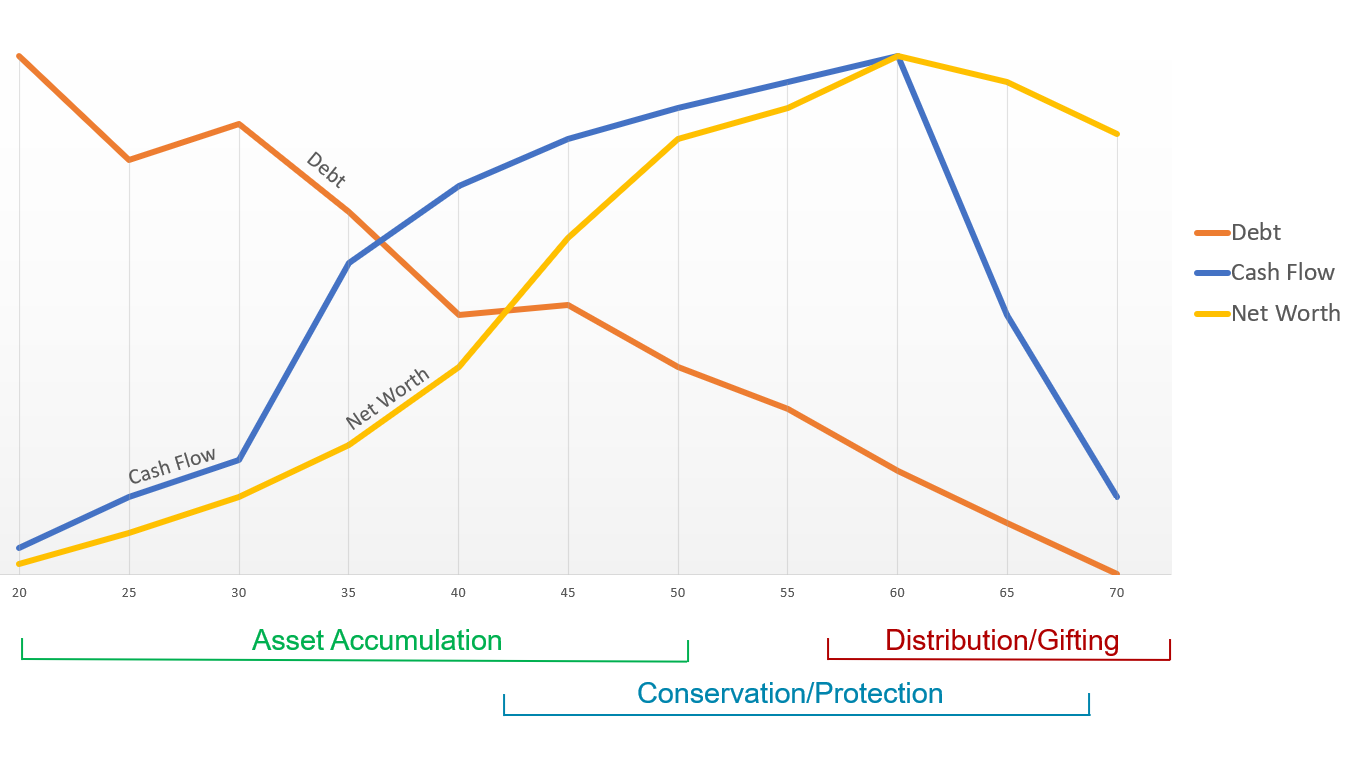 Debt
Cash Flow
Net Worth
Debt
Cash Flow
Net Worth
20 25 30 35 40 45 50 55 60 65 70
Asset Accumulation
Distribution/Gifting
Conservation/Protection